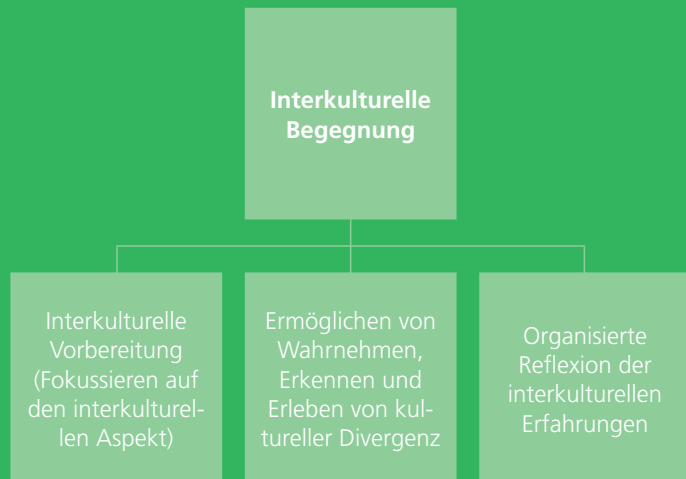 Interkulturelle
Begegnung
Interkulturelle
Vorbereitung
(Fokussieren auf
den interkulturel-
len Aspekt)
Ermöglichen von
Wahrnehmen,
Erkennen und
Erleben von kul-
tureller Divergenz
Organisierte
Reflexion der
interkulturellen
Erfahrungen